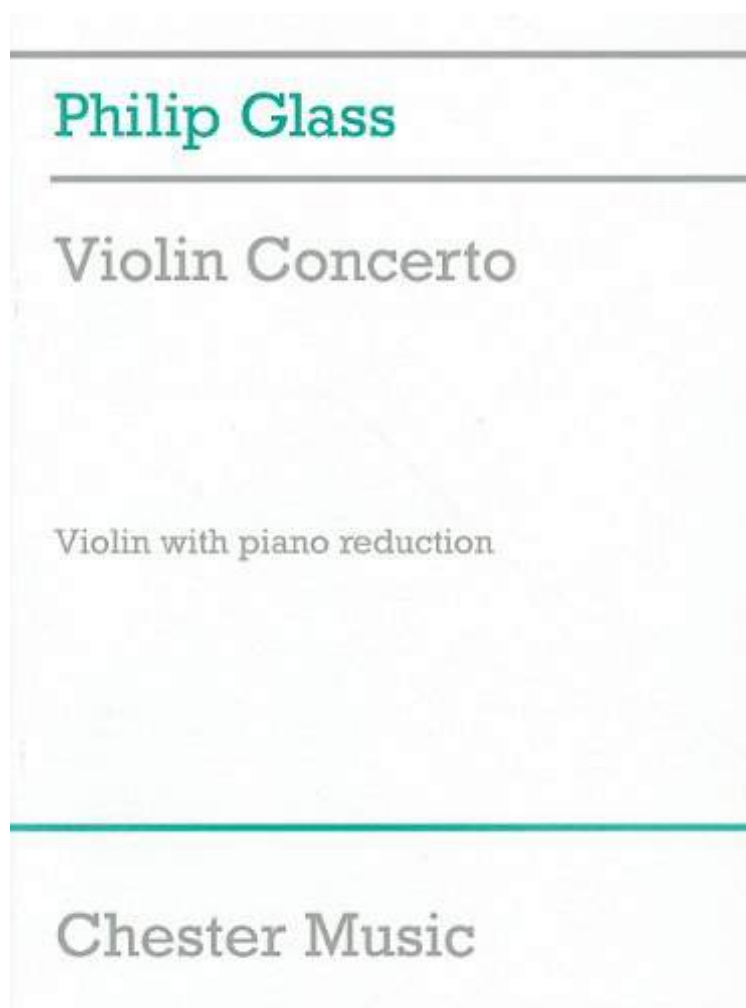 Philip Glass
Violin Concerto
Violin with piano reduction
Chester Music